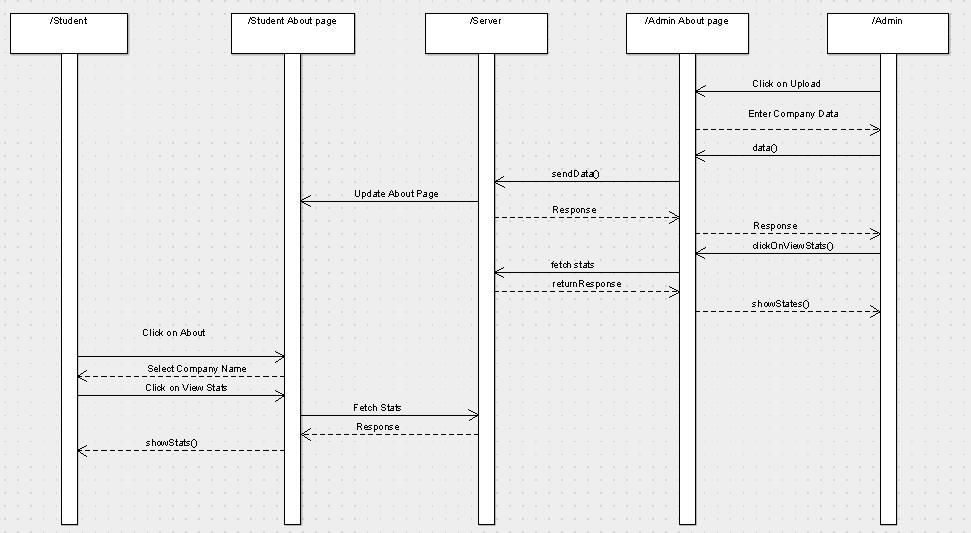 /Student
/Student About page
/Server
/Admin About page
/Admin
Click on Upload
Enter Company Data
data()
sendData()
Update About Page
Response
Response
clickOnViewStats()
fetch stats
returnResponse
showStates()
Click on About
Select Company Name
Click on View Stats
Fetch Stats
Response
showStats()